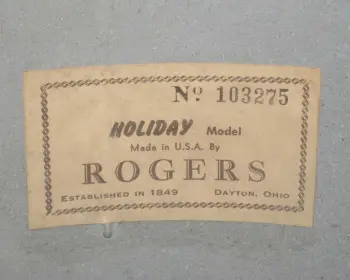 Nº 103275
HOLIDAY Model
Made in U.S.A. By
ROGERS
ESTABLISHED IN 1849 DAYTON, OHIO